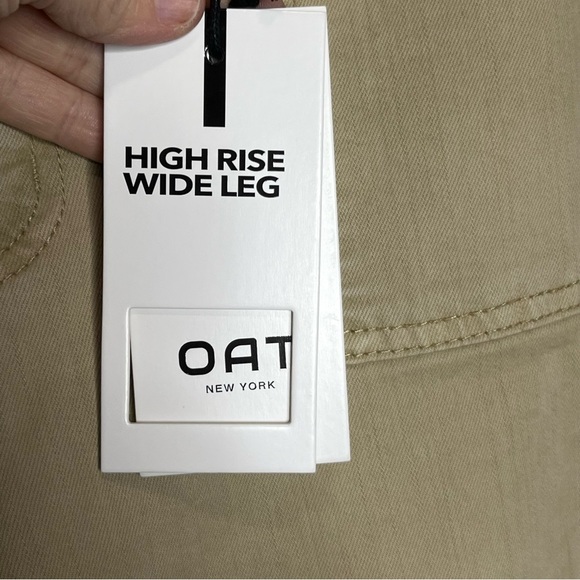 HIGH RISE
WIDE LEG
OAT
NEW YORK